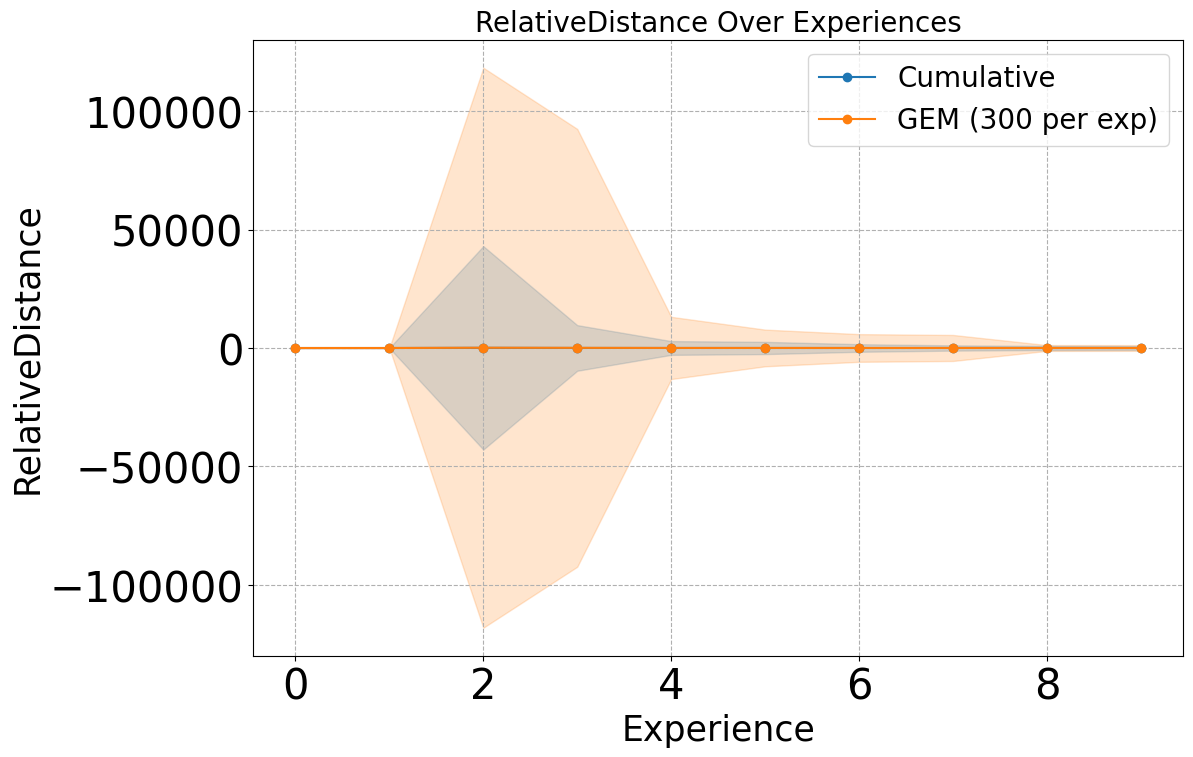 RelativeDistance Over Experiences
Cumulative
GEM (300 per exp)
RelativeDistance
100000
50000
0
−50000
−100000
0 2 4 6 8
Experience